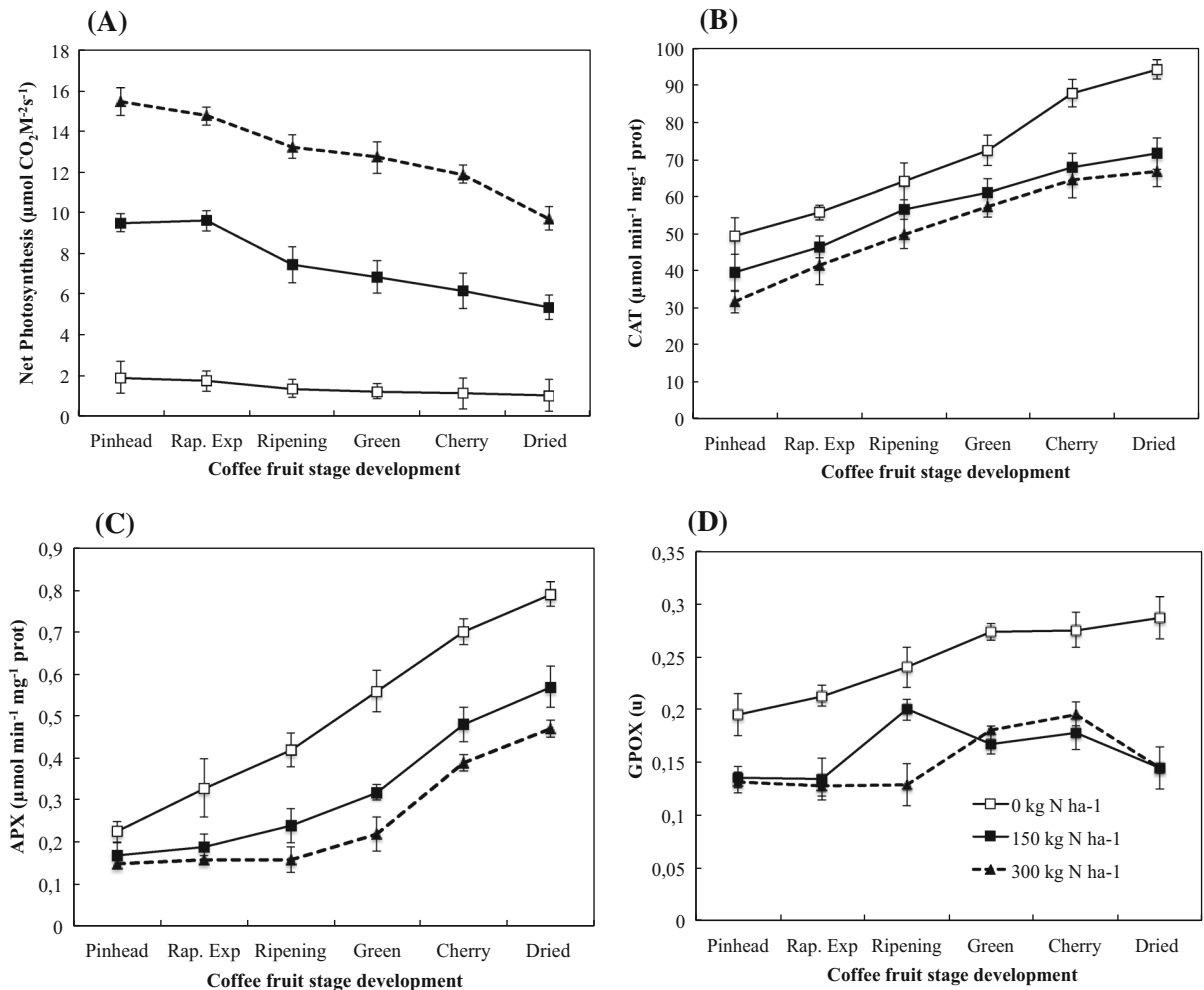 (A)
Net Photosynthesis (µmol CO₂M⁻²s⁻¹)
18
16
14
12
10
8
6
4
2
0
Pinhead Rap. Exp Ripening Green Cherry Dried
Coffee fruit stage development
(B)
CAT (µmol min⁻¹ mg⁻¹ prot)
100
90
80
70
60
50
40
30
20
10
0
Pinhead Rap. Exp Ripening Green Cherry Dried
Coffee fruit stage development
(C)
APX (µmol min⁻¹ mg⁻¹ prot)
0,9
0,8
0,7
0,6
0,5
0,4
0,3
0,2
0,1
0
Pinhead Rap. Exp Ripening Green Cherry Dried
Coffee fruit stage development
(D)
GPOX (u)
0,35
0,3
0,25
0,2
0,15
0,1
0,05
0
0 kg N ha-1
150 kg N ha-1
300 kg N ha-1
Pinhead Rap. Exp Ripening Green Cherry Dried
Coffee fruit stage development